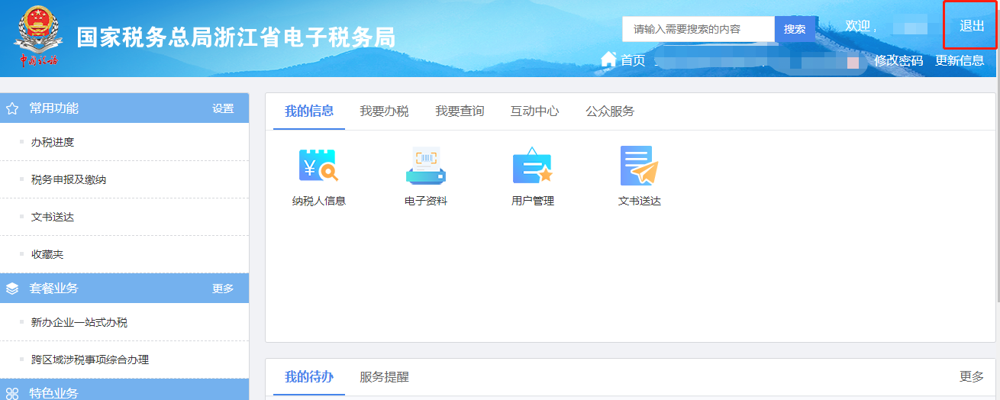 国家税务总局浙江省电子税务局
中国税务
请输入需要搜索的内容 搜索 欢迎， 退出
首页 修改密码 更新信息
常用功能 设置
办税进度
税务申报及缴纳
文书送达
收藏夹
套餐业务 更多
新办企业一站式办税
跨区域涉税事项综合办理
特色业务
我的信息 我要办税 我要查询 互动中心 公众服务
纳税人信息 电子资料 用户管理 文书送达
我的待办 服务提醒 更多